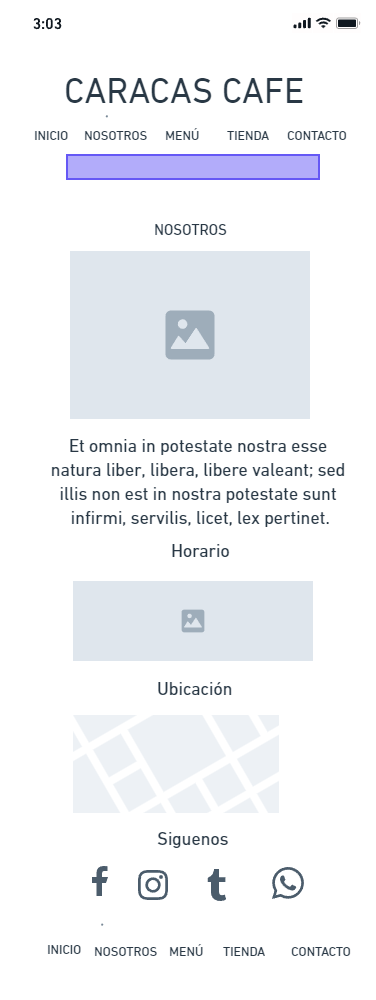 3:03
CARACAS CAFE
INICIO NOSOTROS MENÚ TIENDA CONTACTO
NOSOTROS
Et omnia in potestate nostra esse
natura liber, libera, libere valeant; sed
illis non est in nostra potestate sunt
infirmi, servilis, licet, lex pertinet.
Horario
Ubicación
Siguenos
INICIO NOSOTROS MENÚ TIENDA CONTACTO